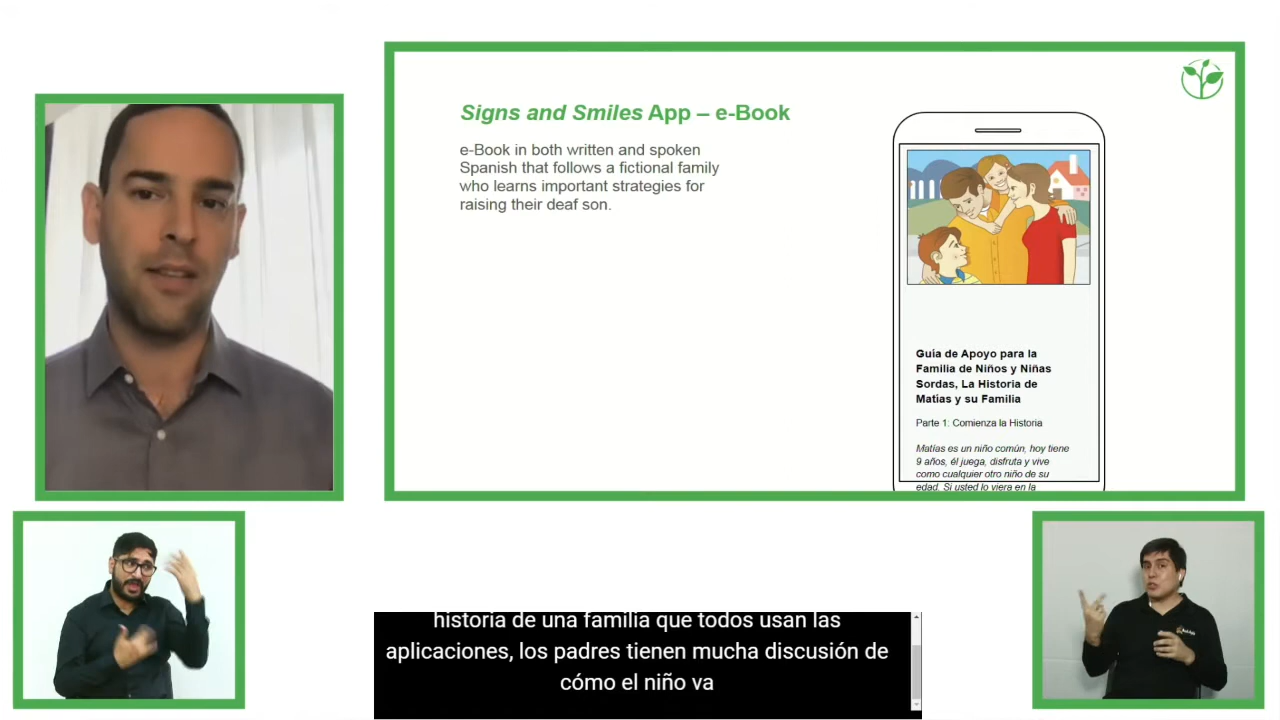 Signs and Smiles App – e-Book
e-Book in both written and spoken
Spanish that follows a fictional family
who learns important strategies for
raising their deaf son.
Guía de Apoyo para la
Familia de Niños y Niñas
Sordas, La Historia de
Matías y su Familia
Parte 1: Comienza la Historia
Matías es un niño común, hoy tiene
9 años, él juega, disfruta y vive
como cualquier otro niño de su
edad. Si usted lo viera en la
historia de una familia que todos usan las
aplicaciones, los padres tienen mucha discusión de
cómo el niño va